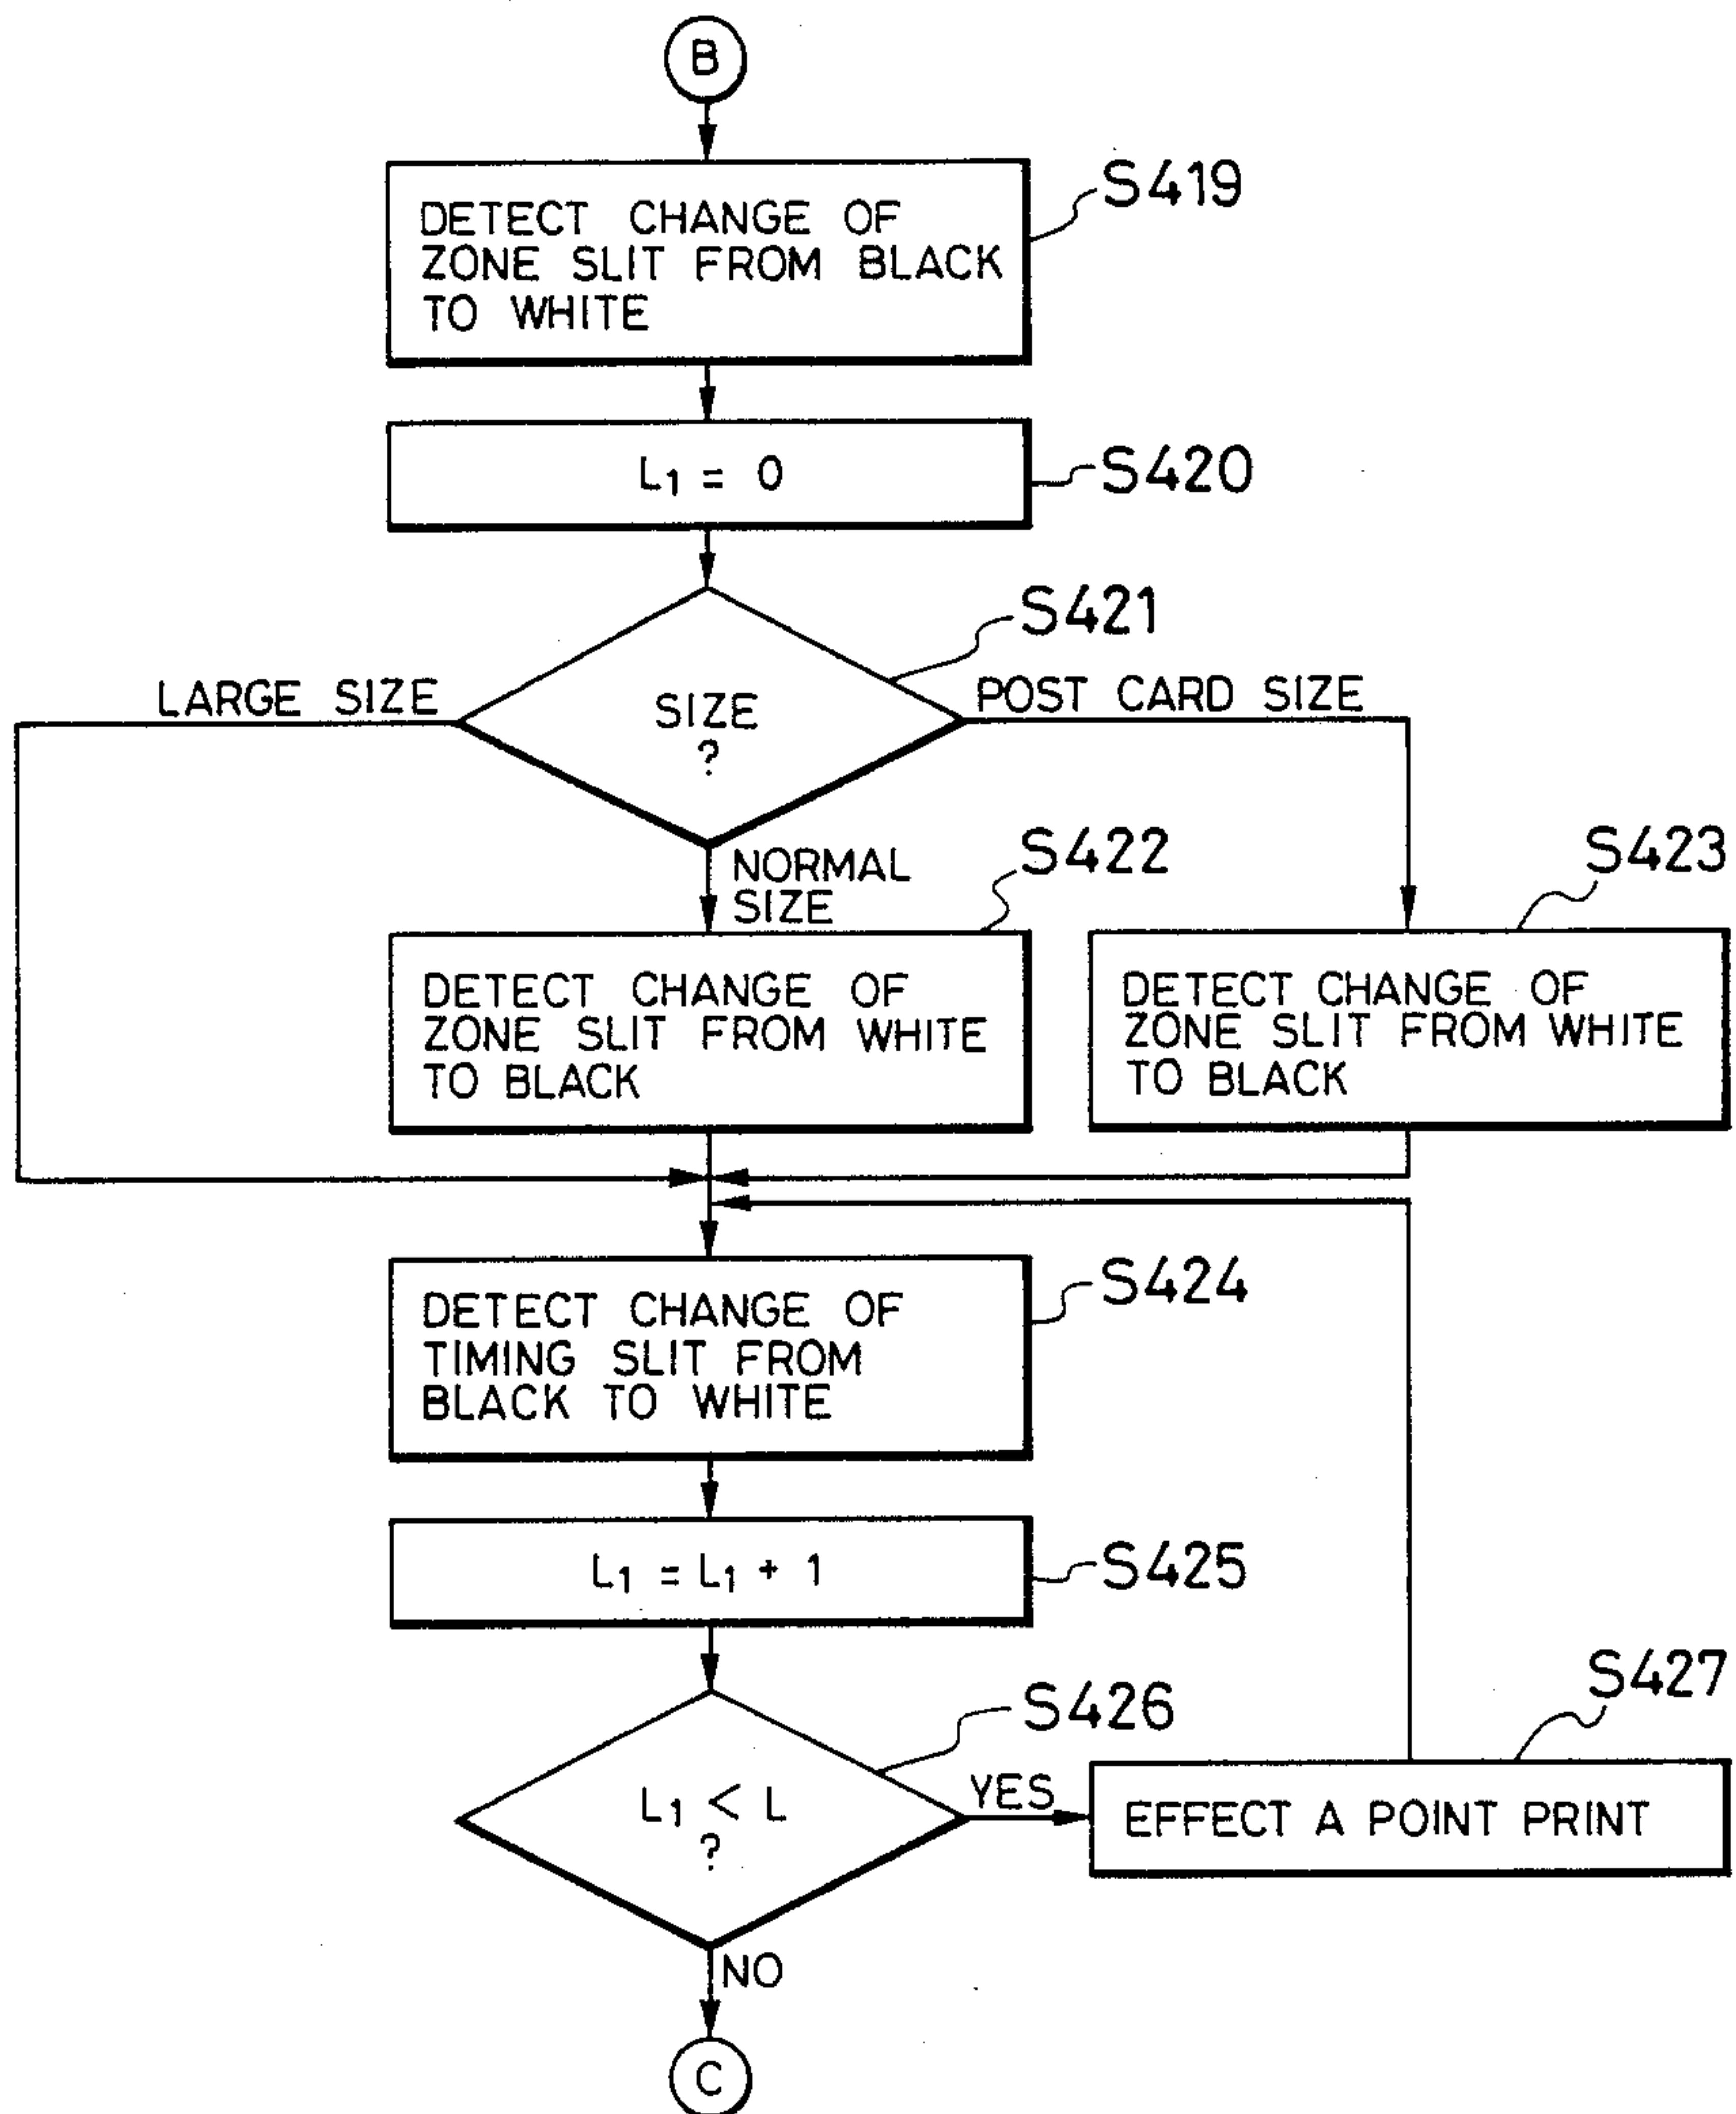 B
DETECT CHANGE OF
ZONE SLIT FROM BLACK
TO WHITE
S419
L1 = 0
S420
SIZE
?
S421
LARGE SIZE
POST CARD SIZE
NORMAL
SIZE
S422
DETECT CHANGE OF
ZONE SLIT FROM WHITE
TO BLACK
S423
DETECT CHANGE OF
ZONE SLIT FROM WHITE
TO BLACK
S424
DETECT CHANGE OF
TIMING SLIT FROM
BLACK TO WHITE
L1 = L1 + 1
S425
S426
L1 < L
?
YES
S427
EFFECT A POINT PRINT
NO
C